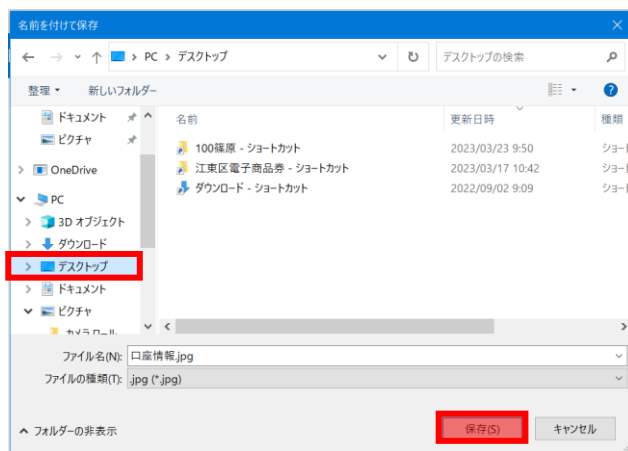 名前を付けて保存
PC > デスクトップ
デスクトップの検索
整理 新しいフォルダー
ドキュメント
ピクチャ
OneDrive
PC
3D オブジェクト
ダウンロード
デスクトップ
ドキュメント
ピクチャ
カメラロール
名前 更新日時 種類
100篠原 - ショートカット 2023/03/23 9:50 ショー
江東区電子商品券 - ショートカット 2023/03/17 10:42 ショー
ダウンロード - ショートカット 2022/09/02 9:09 ショー
ファイル名(N): 口座情報.jpg
ファイルの種類(T): .jpg (*.jpg)
フォルダーの非表示
保存(S) キャンセル